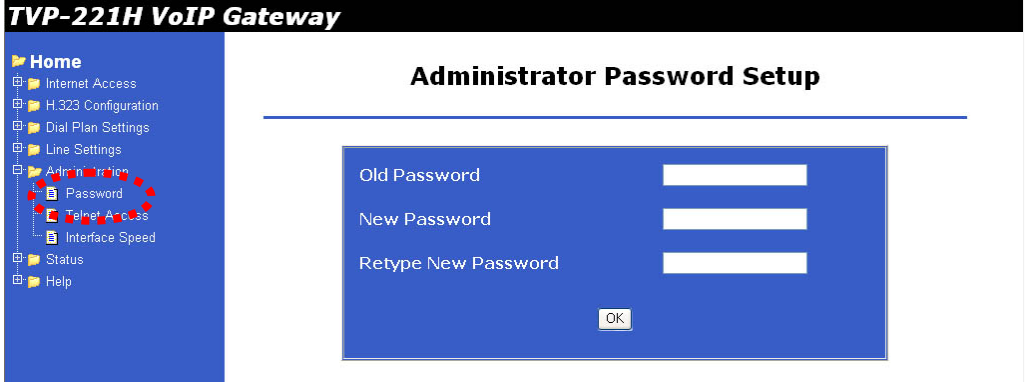 TVP-221H VoIP Gateway
Home
Internet Access
H.323 Configuration
Dial Plan Settings
Line Settings
Administration
Password
Telnet Access
Interface Speed
Status
Help
Administrator Password Setup
Old Password
New Password
Retype New Password
OK